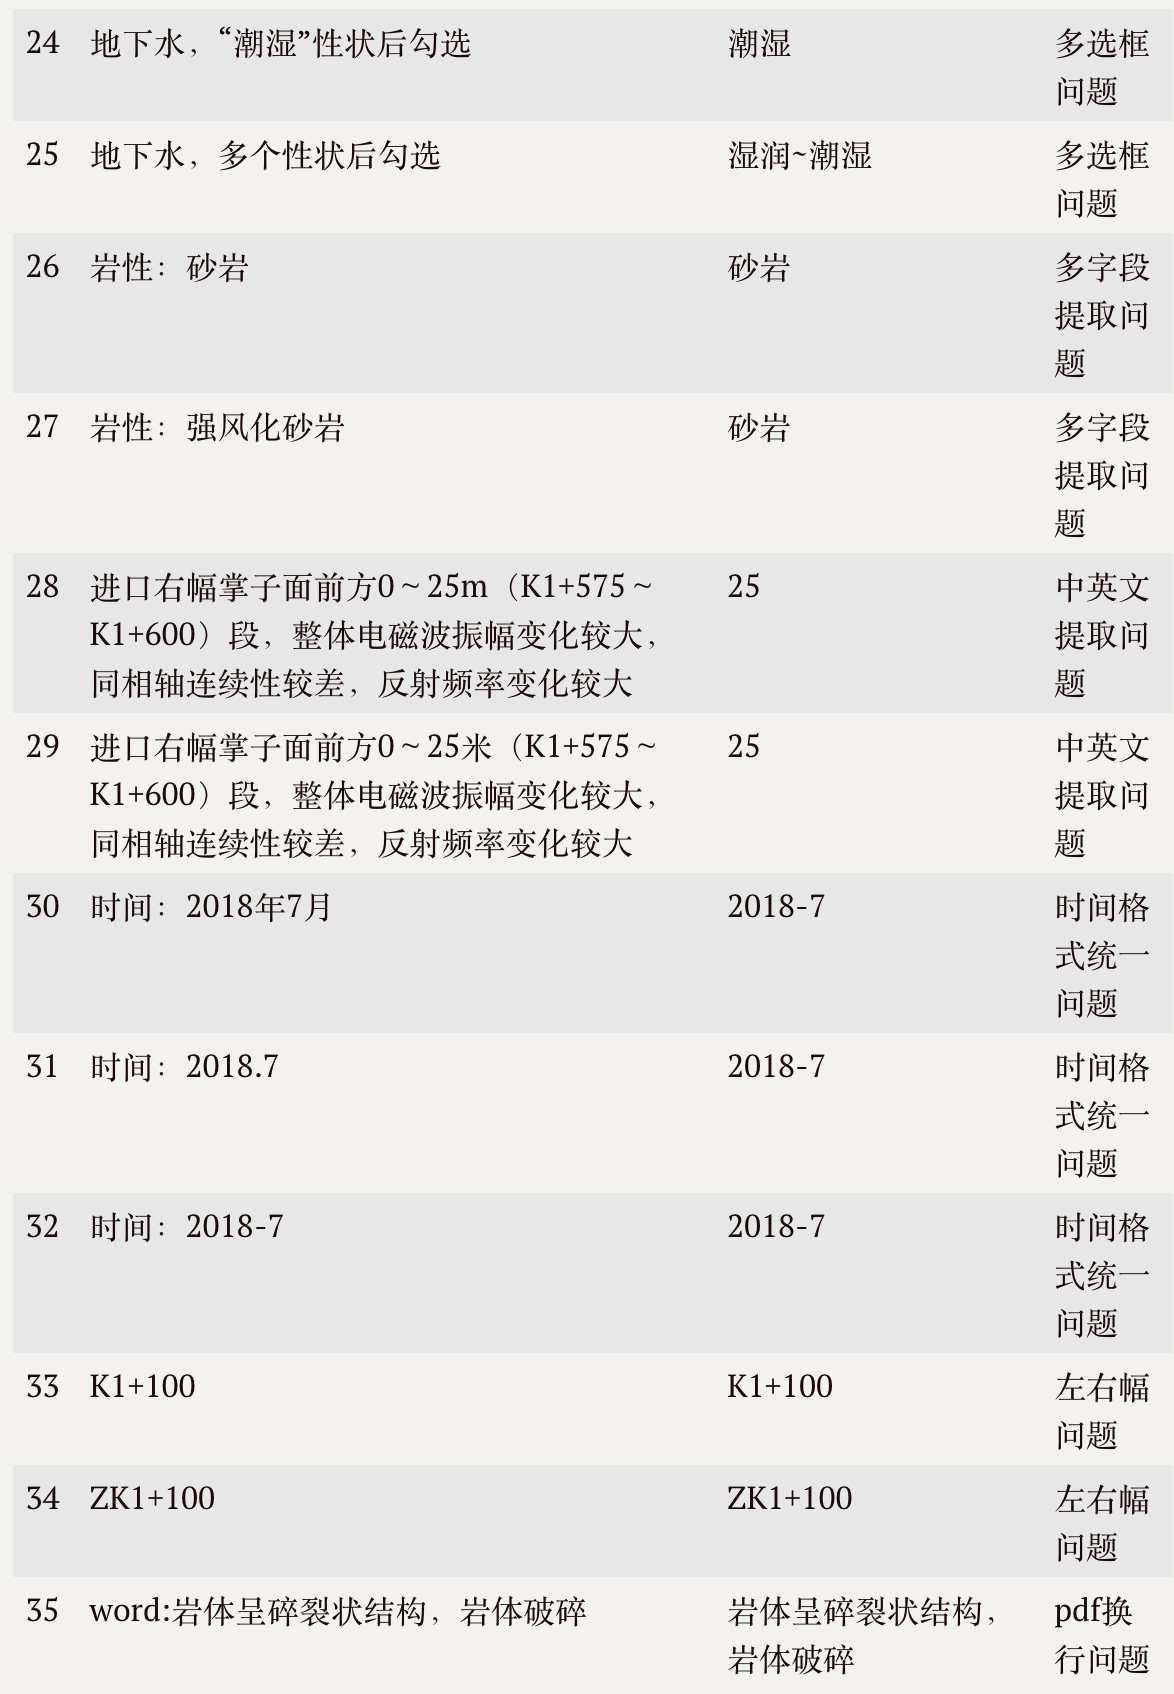 24 地下水，“潮湿”性状后勾选 潮湿 多选框
问题
25 地下水，多个性状后勾选 湿润~潮湿 多选框
问题
26 岩性：砂岩 砂岩 多字段
提取问
题
27 岩性：强风化砂岩 砂岩 多字段
提取问
题
28 进口右幅掌子面前方0～25m（K1+575～ 25 中英文
K1+600）段，整体电磁波振幅变化较大， 提取问
同相轴连续性较差，反射频率变化较大 题
29 进口右幅掌子面前方0～25米（K1+575～ 25 中英文
K1+600）段，整体电磁波振幅变化较大， 提取问
同相轴连续性较差，反射频率变化较大 题
30 时间：2018年7月 2018-7 时间格
式统一
问题
31 时间：2018.7 2018-7 时间格
式统一
问题
32 时间：2018-7 2018-7 时间格
式统一
问题
33 K1+100 K1+100 左右幅
问题
34 ZK1+100 ZK1+100 左右幅
问题
35 word:岩体呈碎裂状结构，岩体破碎 岩体呈碎裂状结构， pdf换
岩体破碎 行问题